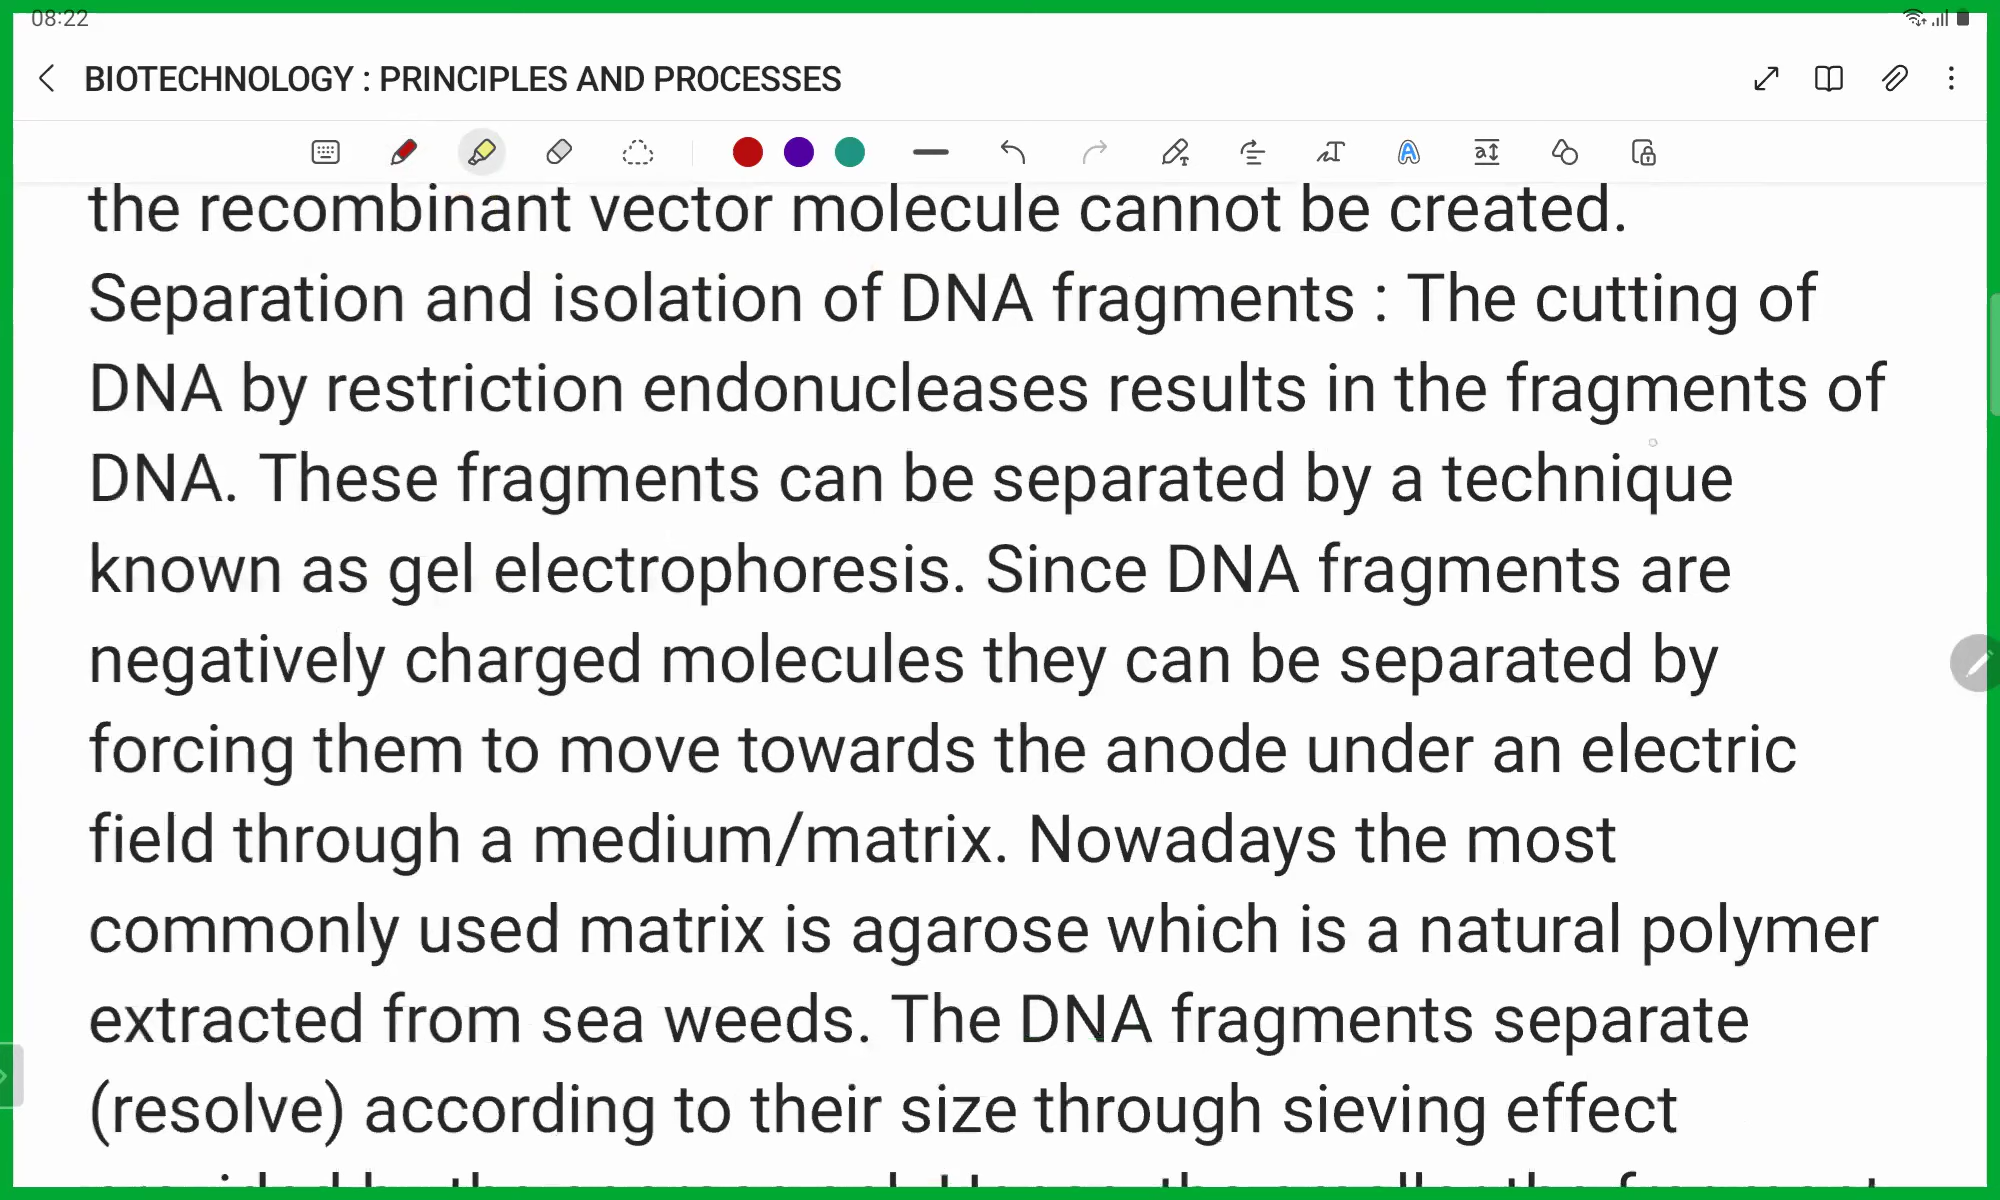 08:22
BIOTECHNOLOGY : PRINCIPLES AND PROCESSES
the recombinant vector molecule cannot be created.
Separation and isolation of DNA fragments : The cutting of
DNA by restriction endonucleases results in the fragments of
DNA. These fragments can be separated by a technique
known as gel electrophoresis. Since DNA fragments are
negatively charged molecules they can be separated by
forcing them to move towards the anode under an electric
field through a medium/matrix. Nowadays the most
commonly used matrix is agarose which is a natural polymer
extracted from sea weeds. The DNA fragments separate
(resolve) according to their size through sieving effect